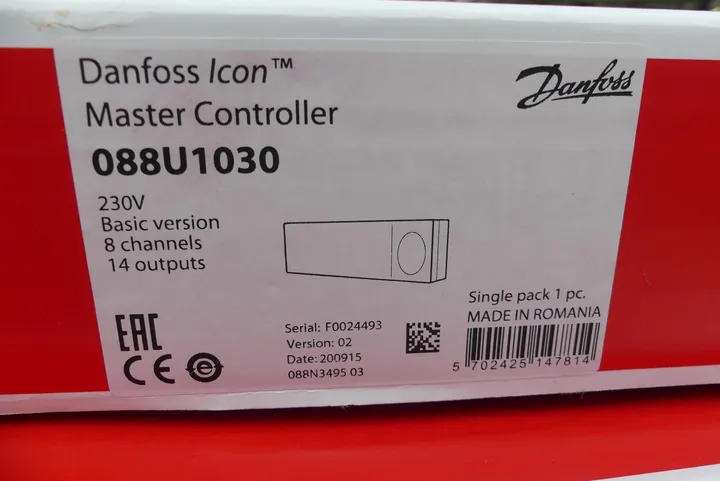 Danfoss Icon™
Master Controller
088U1030
230V
Basic version
8 channels
14 outputs
Danfoss
Single pack 1 pc.
MADE IN ROMANIA
5 702425 147814
EAC
CE
Serial: F0024493
Version: 02
Date: 200915
088N3495 03